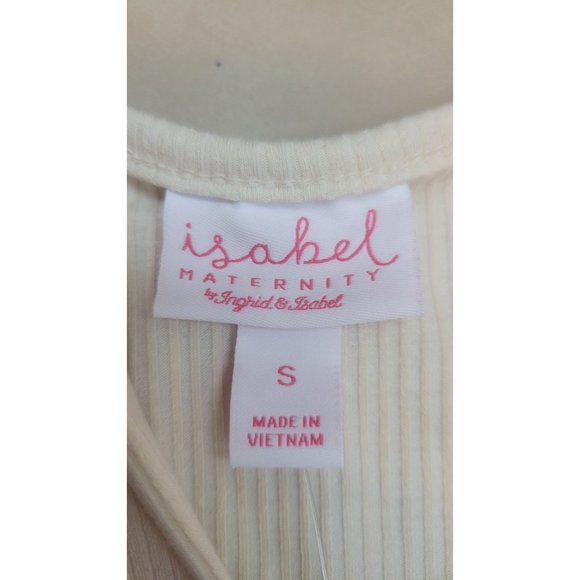 isabel
MATERNITY
by Ingrid & Isabel
S
MADE IN
VIETNAM